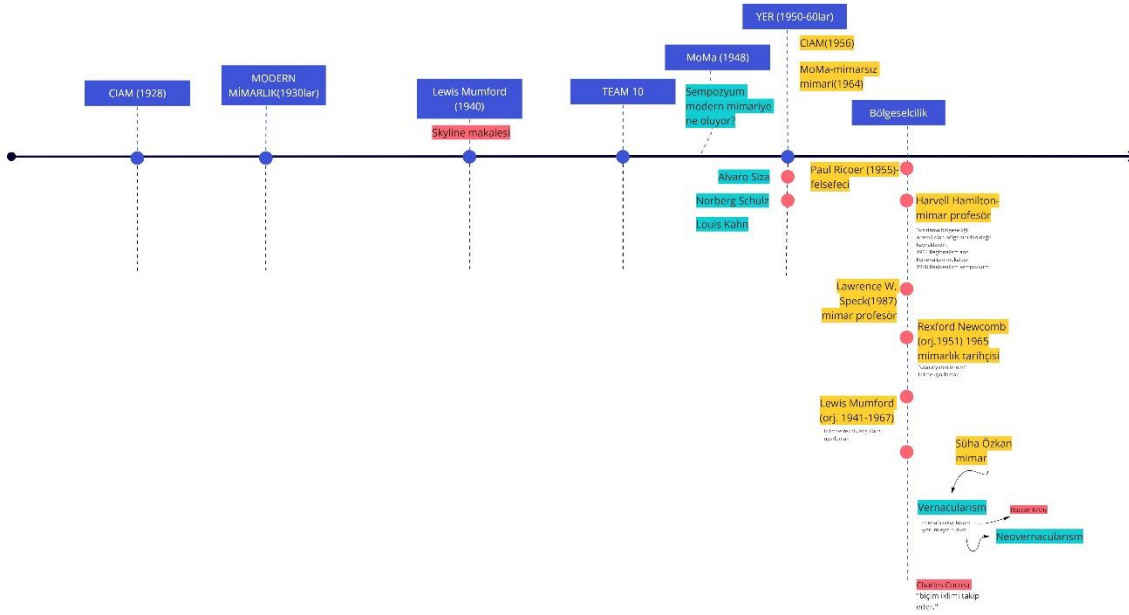 CIAM (1928)
MODERN
MİMARLIK(1930lar)
Lewis Mumford
(1940)
Skyline makalesi
TEAM 10
MoMa (1948)
Sempozyum
modern mimariye
ne oluyor?
YER (1950-60lar)
CIAM(1956)
MoMa-mimarsız
mimari(1964)
Alvaro Siza
Norberg Schulz
Louis Kahn
Bölgeselcilik
Paul Ricoer (1955)-
felsefeci
Harvell Hamilton-
mimar profesör
Lawrence W.
Speck(1987)
mimar profesör
Rexford Newcomb
(orj.1951) 1965
mimarlık tarihçisi
Lewis Mumford
(orj. 1941-1967)
Süha Özkan
mimar
Vernacularism
Neovernacularism
Charles Correa
"biçim iklimi takip
eder."